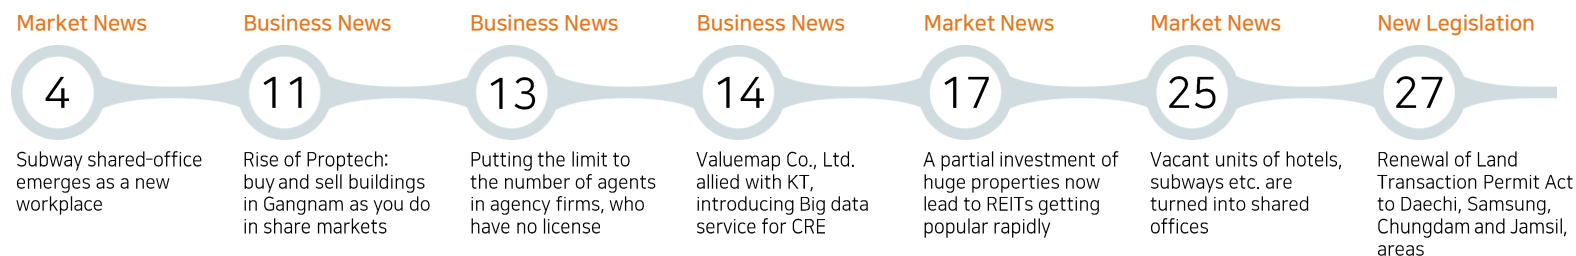 Market News
4
Subway shared-office
emerges as a new
workplace
Business News
11
Rise of Proptech:
buy and sell buildings
in Gangnam as you do
in share markets
Business News
13
Putting the limit to
the number of agents
in agency firms, who
have no license
Business News
14
Valuemap Co., Ltd.
allied with KT,
introducing Big data
service for CRE
Market News
17
A partial investment of
huge properties now
lead to REITs getting
popular rapidly
Market News
25
Vacant units of hotels,
subways etc. are
turned into shared
offices
New Legislation
27
Renewal of Land
Transaction Permit Act
to Daechi, Samsung,
Chungdam and Jamsil,
areas